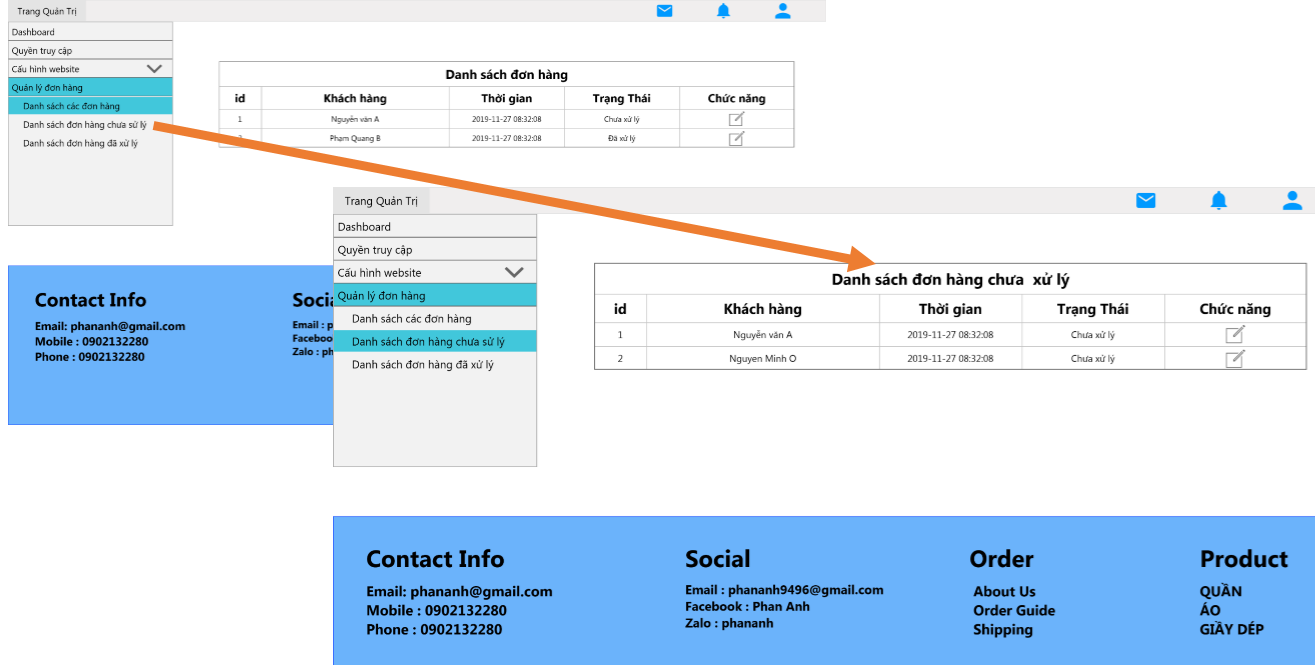 Trang Quản Trị
Dashboard
Quyền truy cập
Cấu hình website
Quản lý đơn hàng
Danh sách các đơn hàng
Danh sách đơn hàng chưa sử lý
Danh sách đơn hàng đã xử lý
Danh sách đơn hàng
id Khách hàng Thời gian Trạng Thái Chức năng
1 Nguyễn văn A 2019-11-27 08:32:08 Chưa xử lý
Phạm Quang B 2019-11-27 08:32:08 Đã xử lý
Contact Info
Email: phananh@gmail.com
Mobile : 0902132280
Phone : 0902132280
Email :
Zalo :
Trang Quản Trị
Dashboard
Quyền truy cập
Cấu hình website
Quản lý đơn hàng
Danh sách các đơn hàng
Danh sách đơn hàng chưa sử lý
Danh sách đơn hàng đã xử lý
Danh sách đơn hàng chưa xử lý
id Khách hàng Thời gian Trạng Thái Chức năng
1 Nguyễn văn A 2019-11-27 08:32:08 Chưa xử lý
2 Nguyen Minh O 2019-11-27 08:32:08 Chưa xử lý
Contact Info
Email: phananh@gmail.com
Mobile : 0902132280
Phone : 0902132280
Social
Email : phananh9496@gmail.com
Facebook : Phan Anh
Zalo : phananh
Order
About Us
Order Guide
Shipping
Product
QUẦN
ÁO
GIẦY DÉP